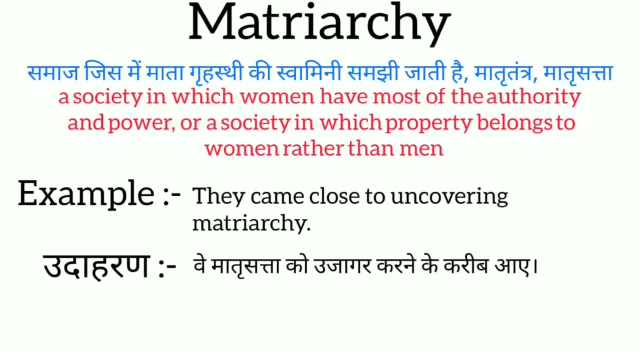 Matriarchy
समाज जिस में माता गृहस्थी की स्वामिनी समझी जाती है, मातृतंत्र, मातृसत्ता
a society in which women have most of the authority
and power, or a society in which property belongs to
women rather than men
Example :- They came close to uncovering
matriarchy.
उदाहरण :- वे मातृसत्ता को उजागर करने के करीब आए।